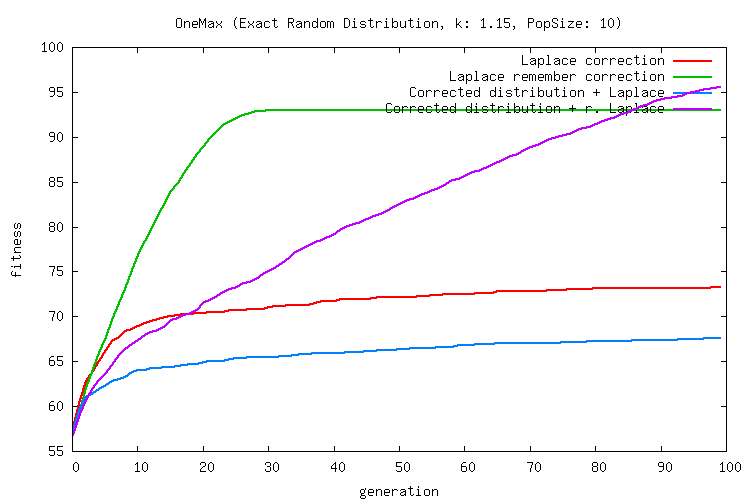 OneMax (Exact Random Distribution, k: 1.15, PopSize: 10)
100
95
90
85
80
75
70
65
60
55
fitness
Laplace correction
Laplace remember correction
Corrected distribution + Laplace
Corrected distribution + r. Laplace
0 10 20 30 40 50 60 70 80 90 100
generation